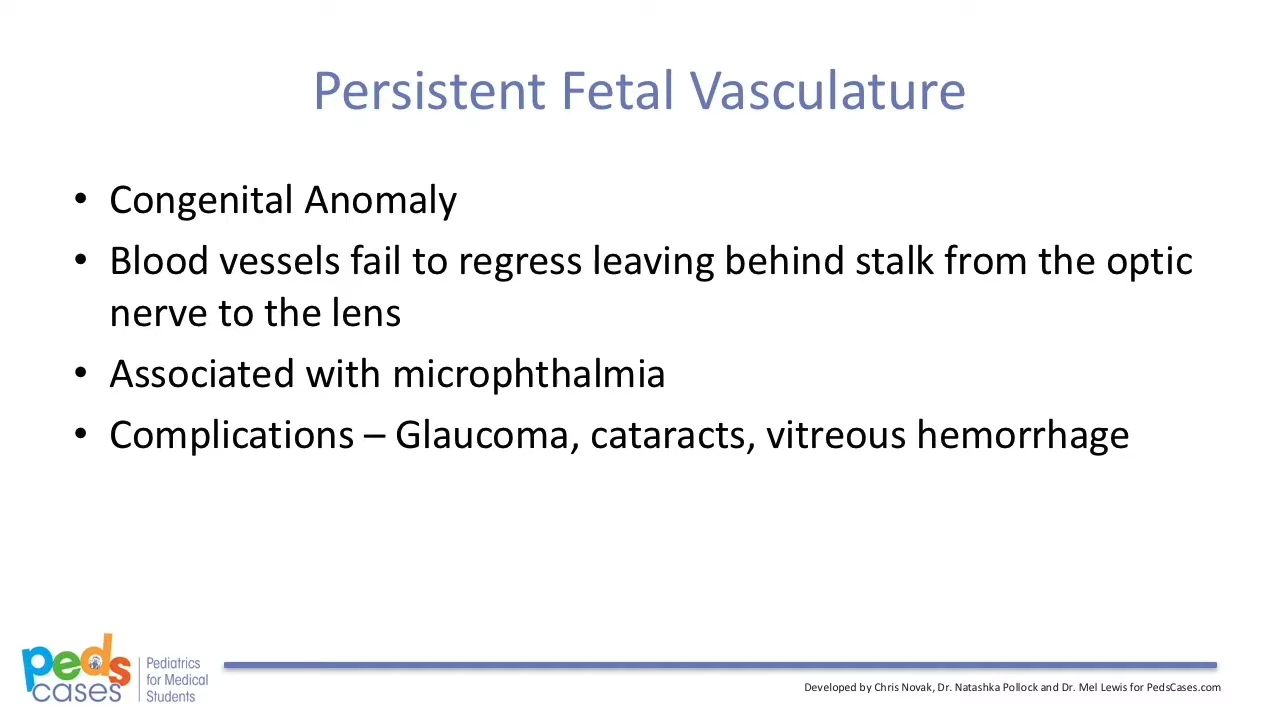 Persistent Fetal Vasculature
• Congenital Anomaly
• Blood vessels fail to regress leaving behind stalk from the optic
nerve to the lens
• Associated with microphthalmia
• Complications – Glaucoma, cataracts, vitreous hemorrhage
peds
cases
Pediatrics
for Medical
Students
Developed by Chris Novak, Dr. Natashka Pollock and Dr. Mel Lewis for PedsCases.com